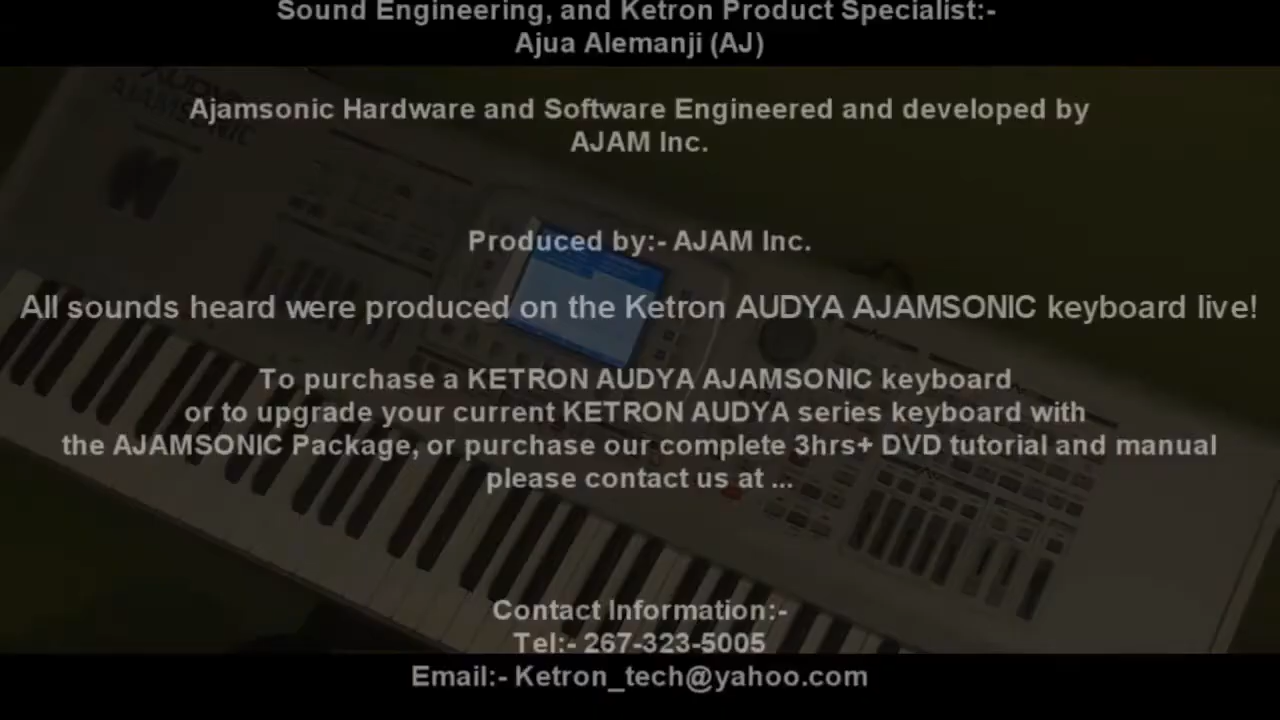 Sound Engineering, and Ketron Product Specialist:-
Ajua Alemanji (AJ)
Ajamsonic Hardware and Software Engineered and developed by
AJAM Inc.
Produced by:- AJAM Inc.
All sounds heard were produced on the Ketron AUDYA AJAMSONIC keyboard live!
To purchase a KETRON AUDYA AJAMSONIC keyboard
or to upgrade your current KETRON AUDYA series keyboard with
the AJAMSONIC Package, or purchase our complete 3hrs+ DVD tutorial and manual
please contact us at ...
Contact Information:-
Tel:- 267-323-5005
Email:- Ketron_tech@yahoo.com
AUDYA
AJAMSONIC